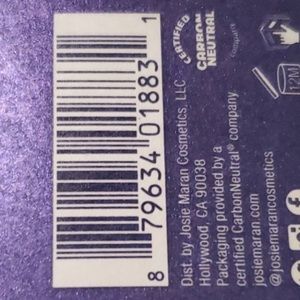 CERTIFIED
CARBON
NEUTRAL
company
12M
8 79634 01883 1
Dist. by Josie Maran Cosmetics, LLC
Hollywood, CA 90038
Packaging provided by a
certified CarbonNeutral® company
josiemaran.com
@josiemarancosmetics